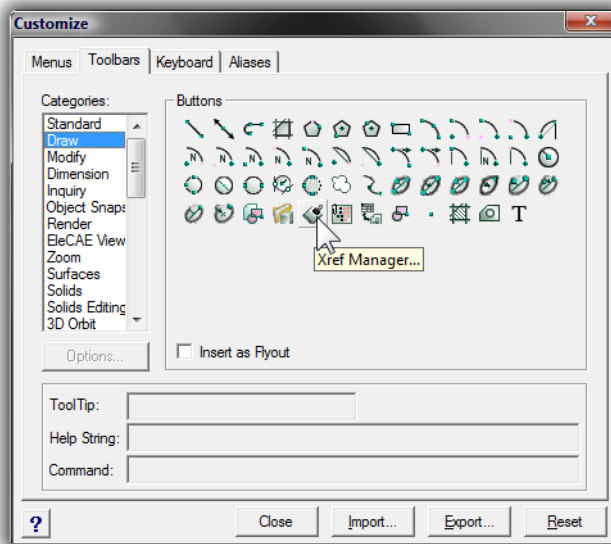 Customize
Menus Toolbars Keyboard Aliases
Categories:
Standard
Draw
Modify
Dimension
Inquiry
Object Snaps
Render
EleCAE View
Zoom
Surfaces
Solids
Solids Editing
3D Orbit
Options...
Buttons
N N N N N N
T
Xref Manager...
Insert as Flyout
ToolTip:
Help String:
Command:
?
Close Import... Export... Reset